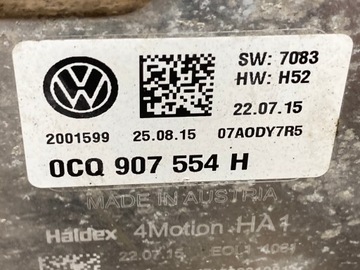 SW: 7083
HW: H52
22.07.15
2001599 25.08.15 07AODY7R5
0CQ 907 554 H
MADE IN AUSTRIA
Haldex 4Motion HA1
22.07.15 EOL1